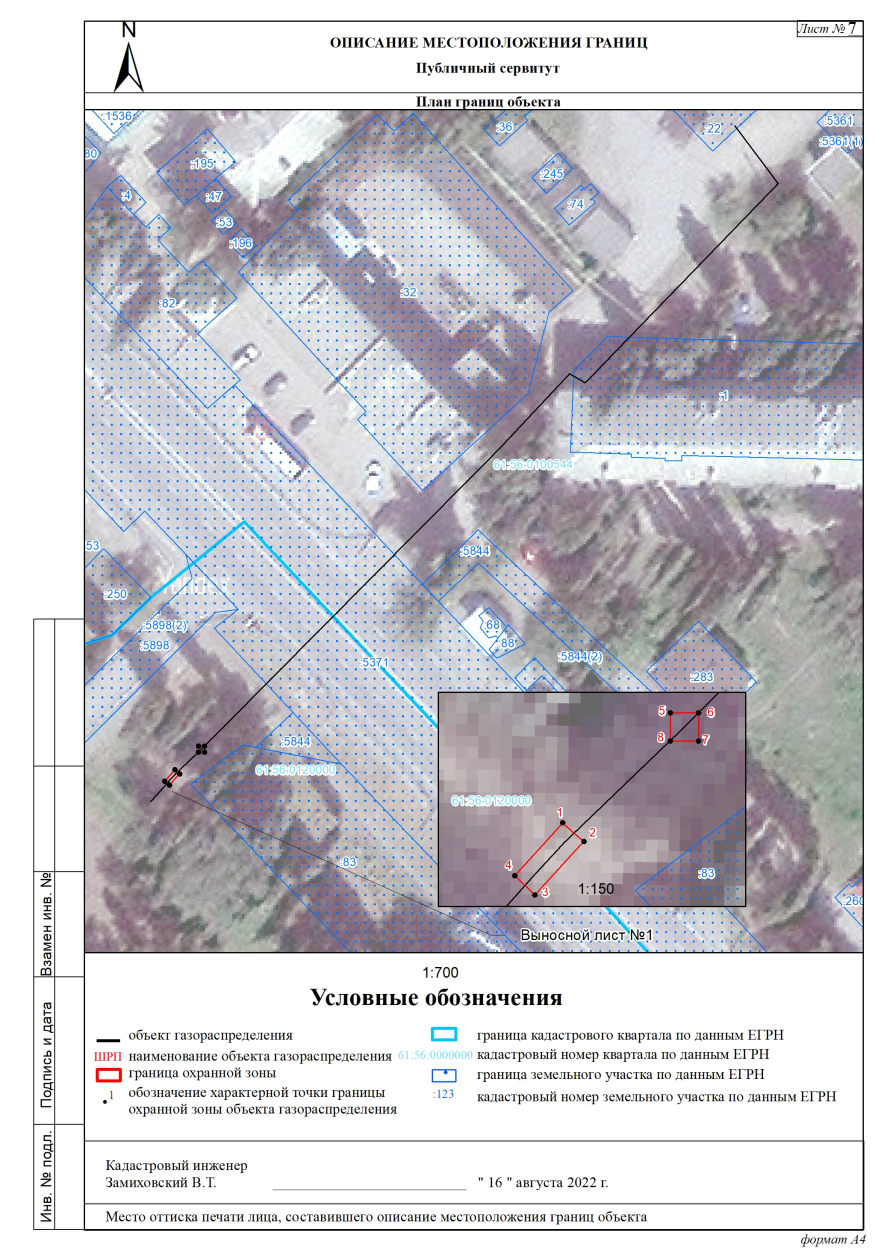 N
Лист № 7
ОПИСАНИЕ МЕСТОПОЛОЖЕНИЯ ГРАНИЦ
Публичный сервитут
План границ объекта
:1536
:36
:22
:5361
:5361(1)
:195
:245
:4
:47
:74
:53
:196
:32
:82
:1
61:56:0100544
53
:5844
:250
:68
:88
:5898(2)
:5898
:5371
:5844(2)
:283
:5844
61:56:0120000
:83
5
6
8
7
61:56:0120000
1
2
4
3
:83
1:150
:260
Выносной лист №1
1:700
Условные обозначения
объект газораспределения
ШРП наименование объекта газораспределения
граница охранной зоны
1 обозначение характерной точки границы
охранной зоны объекта газораспределения
граница кадастрового квартала по данным ЕГРН
61:56:0000000 кадастровый номер квартала по данным ЕГРН
граница земельного участка по данным ЕГРН
:123 кадастровый номер земельного участка по данным ЕГРН
Кадастровый инженер
Замиховский В.Т. " 16 " августа 2022 г.
Место оттиска печати лица, составившего описание местоположения границ объекта
формат А4
Взамен инв. №
Подпись и дата
Инв. № подл.